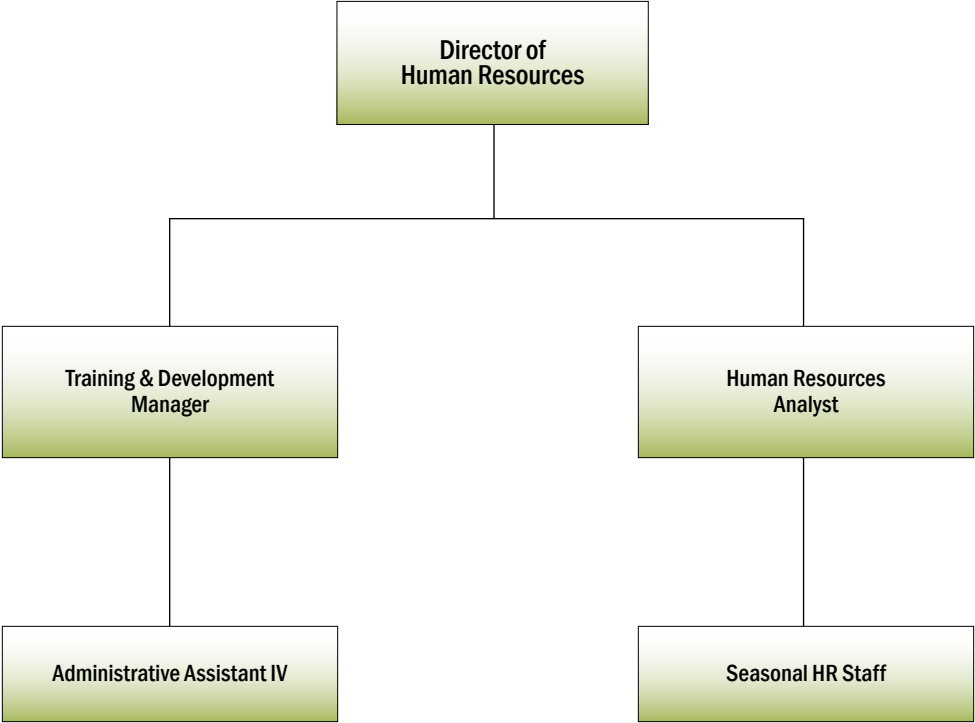 Director of
Human Resources
Training & Development
Manager
Human Resources
Analyst
Administrative Assistant IV
Seasonal HR Staff